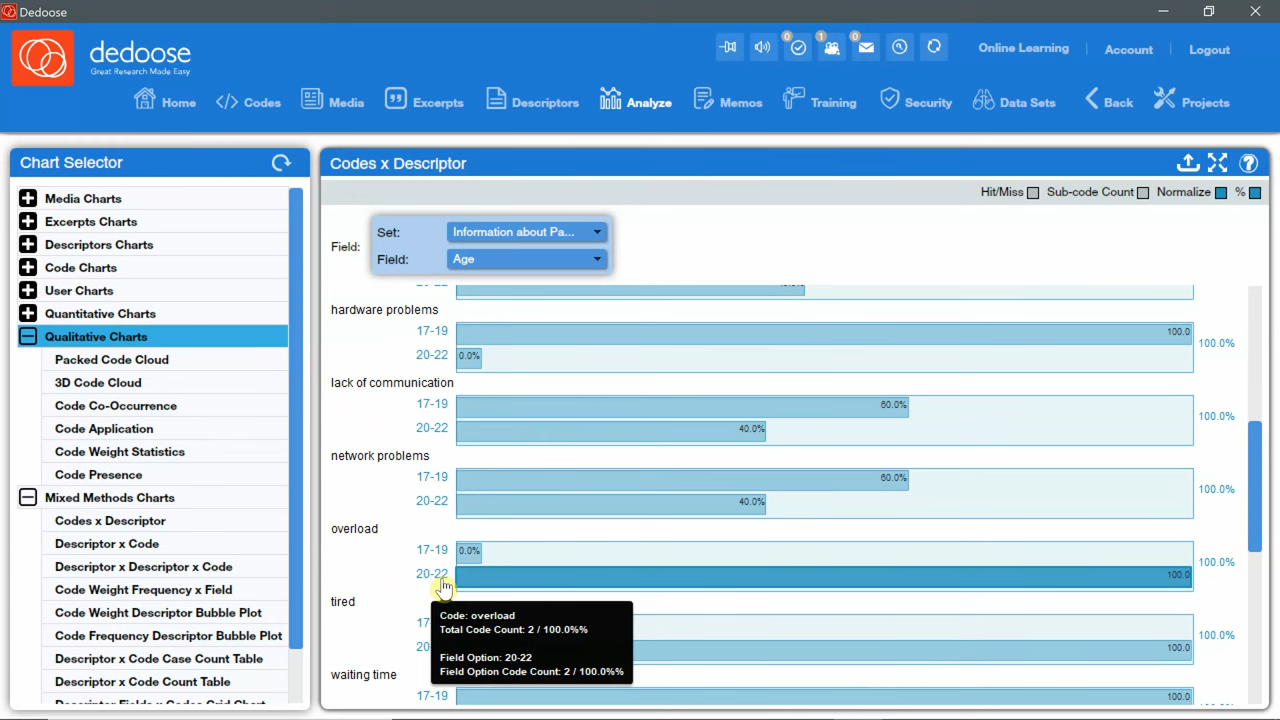 Dedoose
dedoose
Great Research Made Easy
0
1
0
Online Learning
Account
Logout
Home
Codes
Media
Excerpts
Descriptors
Analyze
Memos
Training
Security
Data Sets
Back
Projects
Chart Selector
Media Charts
Excerpts Charts
Descriptors Charts
Code Charts
User Charts
Quantitative Charts
Qualitative Charts
Packed Code Cloud
3D Code Cloud
Code Co-Occurrence
Code Application
Code Weight Statistics
Code Presence
Mixed Methods Charts
Codes x Descriptor
Descriptor x Code
Descriptor x Descriptor x Code
Code Weight Frequency x Field
Code Weight Descriptor Bubble Plot
Code Frequency Descriptor Bubble Plot
Descriptor x Code Case Count Table
Descriptor x Code Count Table
Codes x Descriptor
Hit/Miss
Sub-code Count
Normalize
%
Field:
Set:
Information about Pa...
Field:
Age
hardware problems
17-19
100.0
20-22
0.0%
100.0%
lack of communication
17-19
60.0%
20-22
40.0%
100.0%
network problems
17-19
60.0%
20-22
40.0%
100.0%
overload
17-19
0.0%
20-22
100.0
100.0%
tired
17
20
100.0
100.0%
Code: overload
Total Code Count: 2 / 100.0%%
Field Option: 20-22
Field Option Code Count: 2 / 100.0%%
waiting time
17-19
100.0